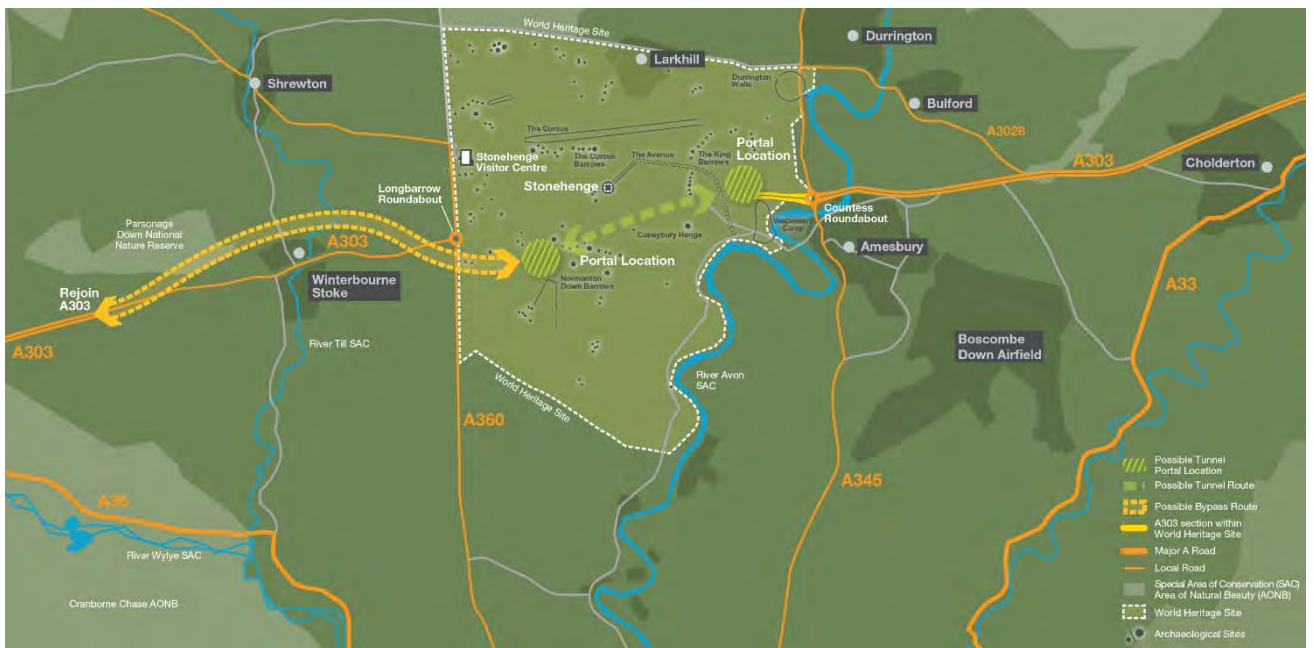 World Heritage Site
Durrington
Larkhill
Shrewton
Durrington
Walls
Bulford
A3028
The Cursus
Portal
Location
A303
Cholderton
Stonehenge
Visitor Centre
The Cursus
Barrows
The Avenue
The King
Barrows
Stonehenge
Longbarrow
Roundabout
Countess
Roundabout
Parsonage
Down National
Nature Reserve
A303
Vespasian's
Camp
Coneybury Henge
Amesbury
Portal Location
Winterbourne
Stoke
Normanton
Down Barrows
Rejoin
A303
A33
A303
River Till SAC
Boscombe
Down Airfield
River Avon
SAC
World Heritage Site
A360
A345
A36
River Wylye SAC
Cranborne Chase AONB
Possible Tunnel
Portal Location
Possible Tunnel Route
Possible Bypass Route
A303 section within
World Heritage Site
Major A Road
Local Road
Special Area of Conservation (SAC)
Area of Natural Beauty (AONB)
World Heritage Site
Archaeological Sites